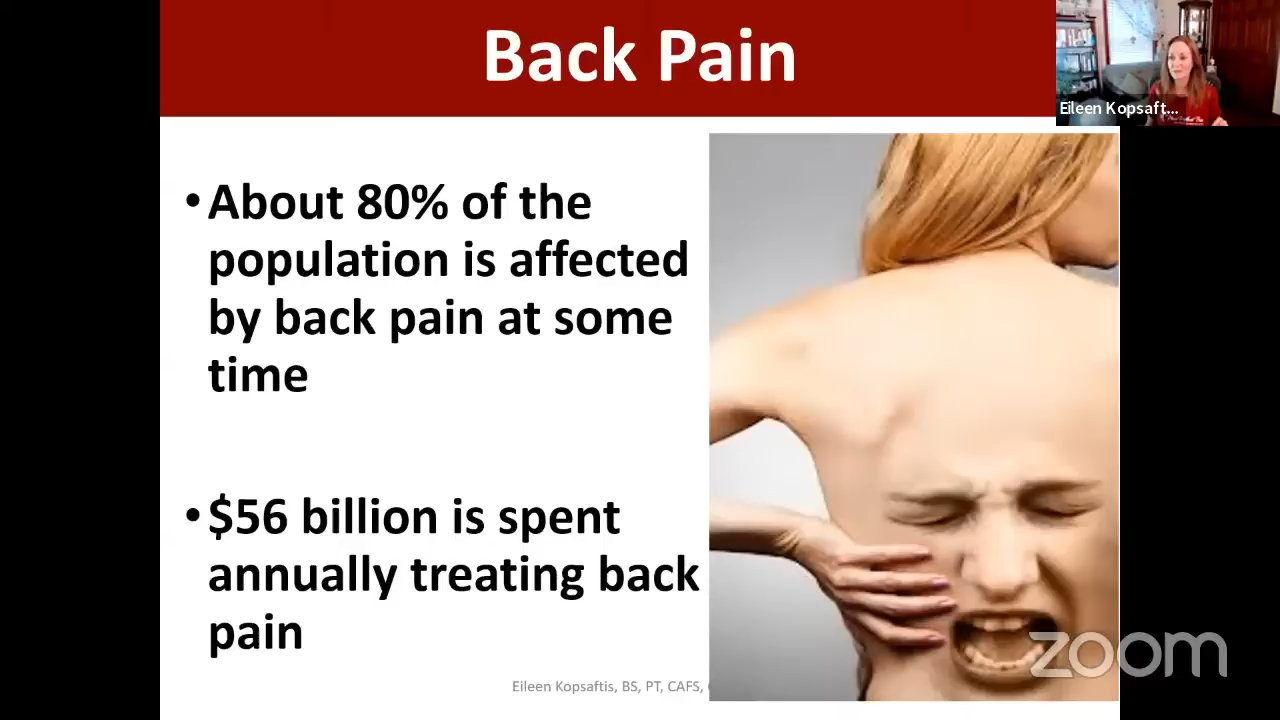 Back Pain
Eileen Kopsaft...
•About 80% of the
population is affected
by back pain at some
time
•$56 billion is spent
annually treating back
pain
zoom
Eileen Kopsaftis, BS, PT, CAFS,